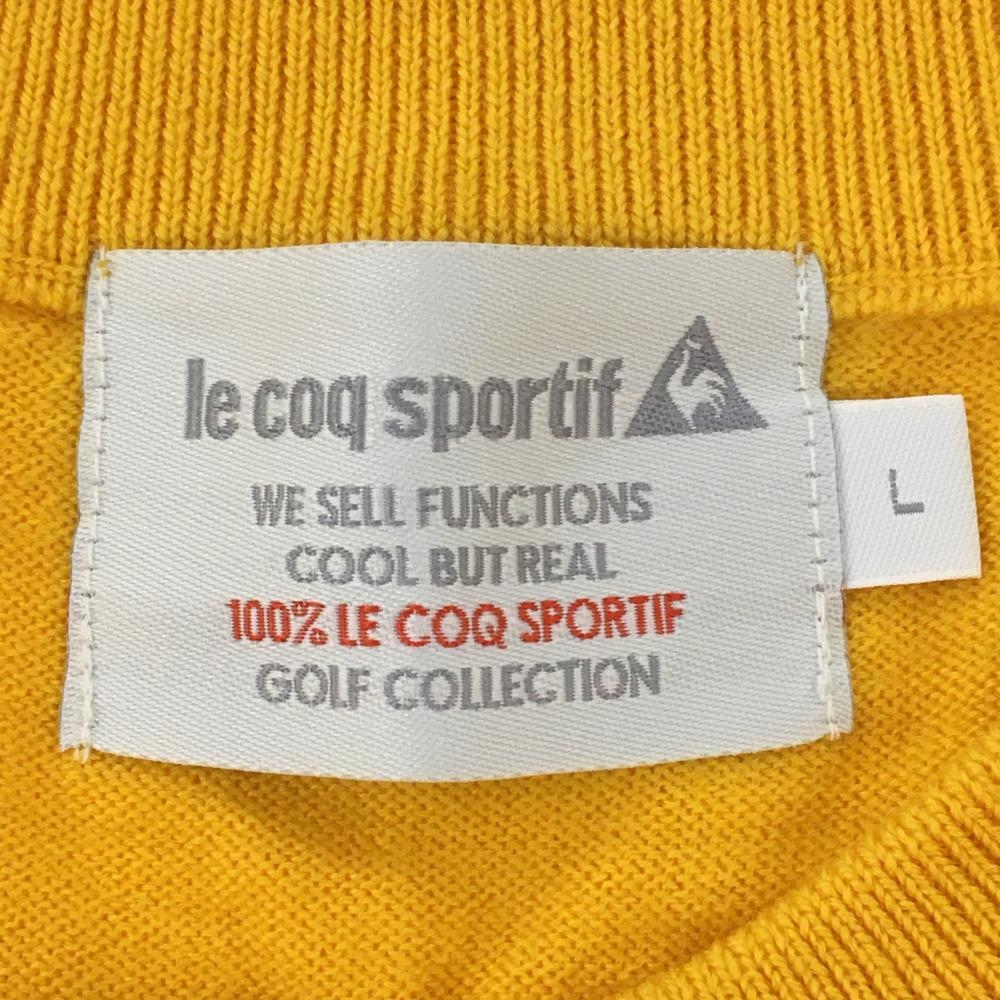 le coq sportif
WE SELL FUNCTIONS
COOL BUT REAL
100% LE COQ SPORTIF
GOLF COLLECTION
L